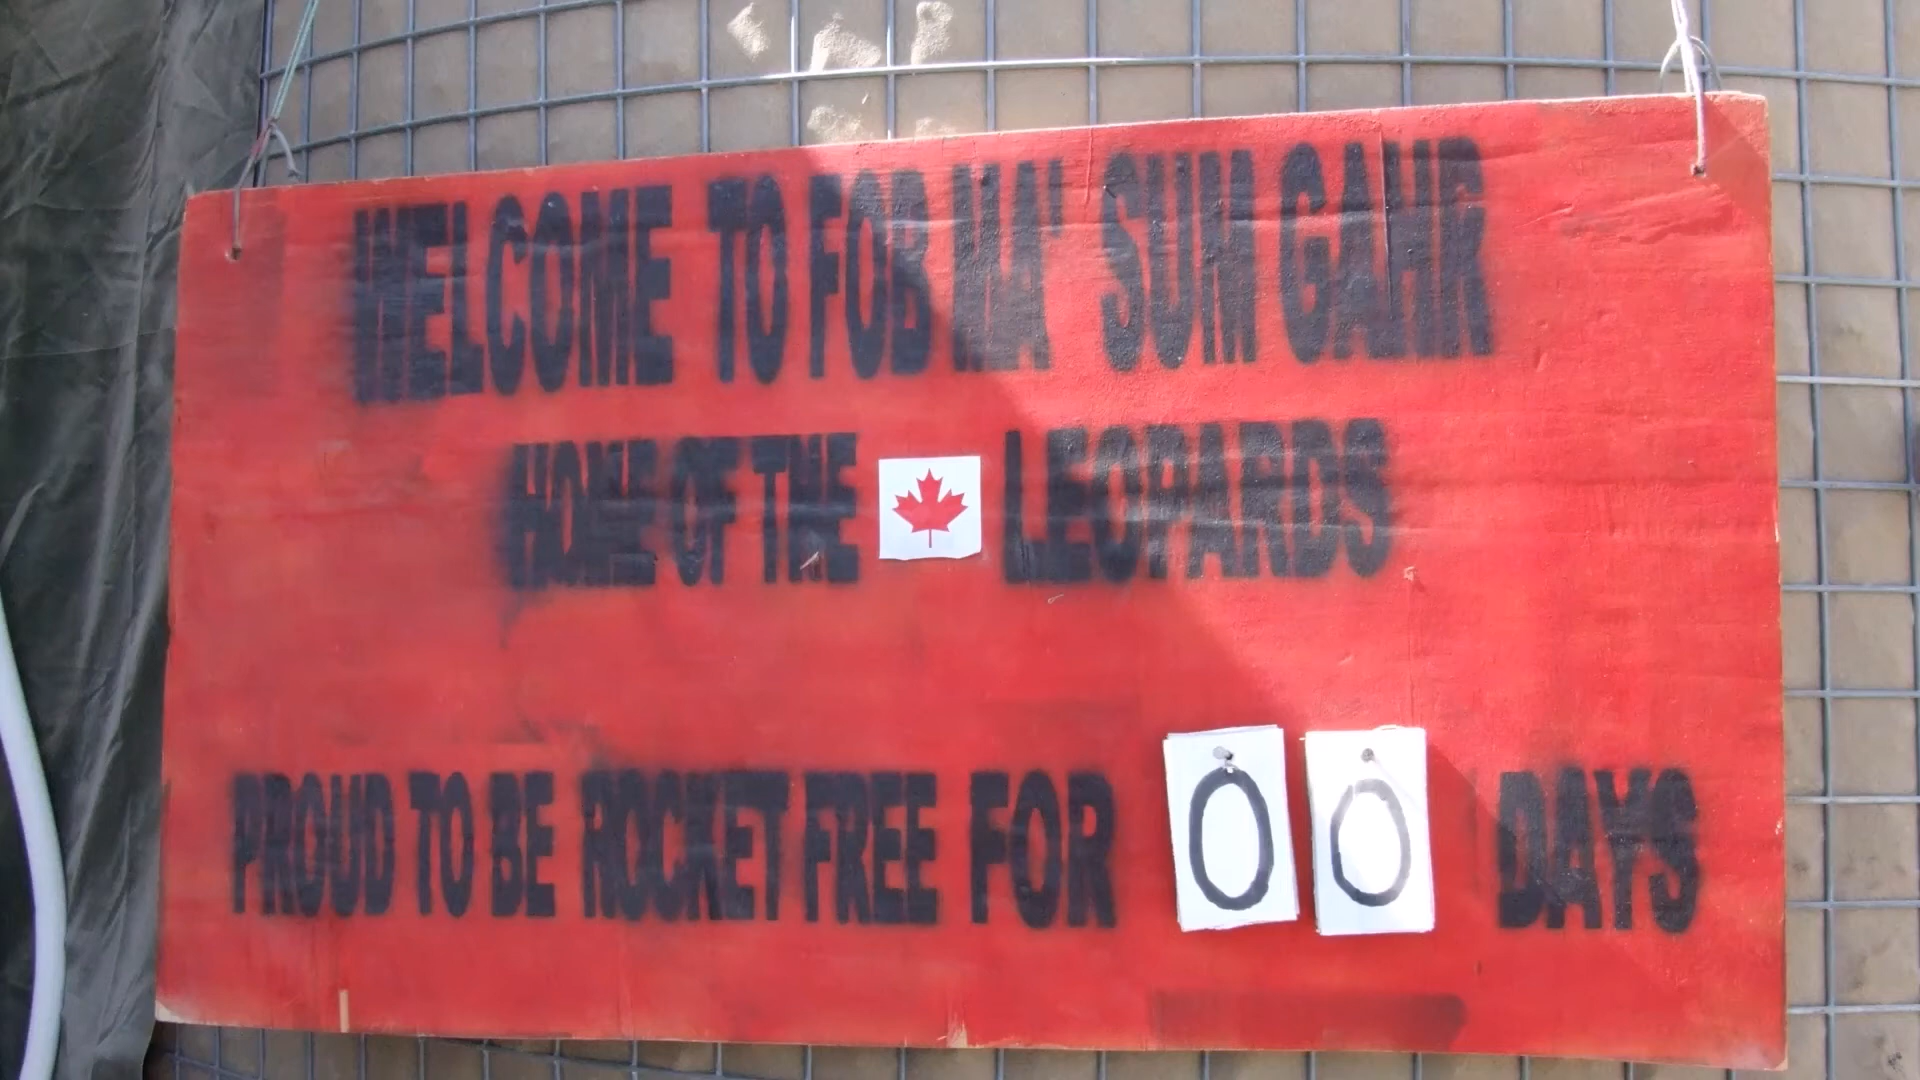 WELCOME TO FOB MA' SUM GAHR
HOME OF THE LEOPARDS
PROUD TO BE ROCKET FREE FOR 00 DAYS